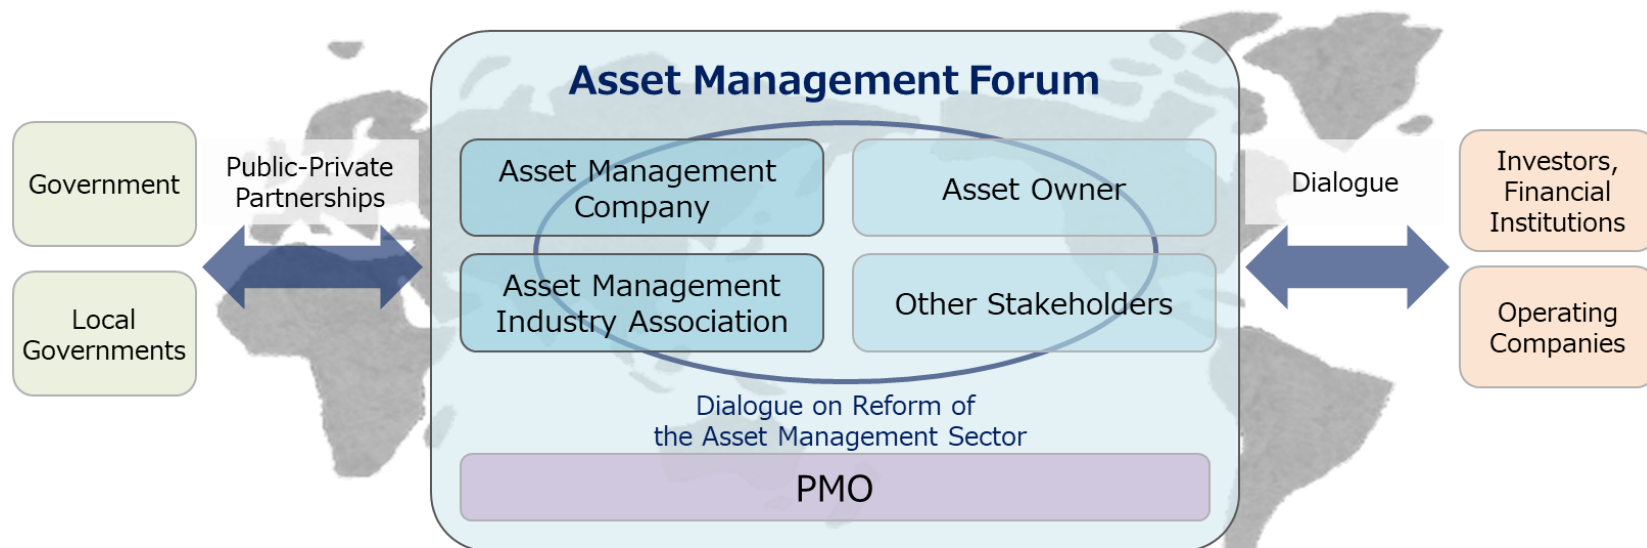 Asset Management Forum
Government
Local
Governments
Public-Private
Partnerships
Asset Management
Company
Asset Owner
Asset Management
Industry Association
Other Stakeholders
Dialogue on Reform of
the Asset Management Sector
PMO
Dialogue
Investors,
Financial
Institutions
Operating
Companies